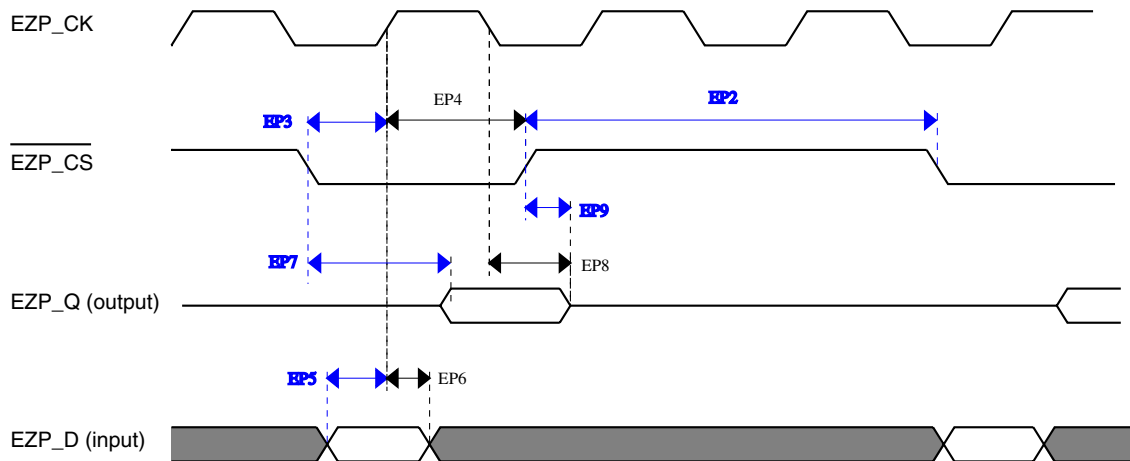 EZP_CK
EP3
EP4
EP2
EZP_CS
EP9
EP7
EP8
EZP_Q (output)
EP5
EP6
EZP_D (input)